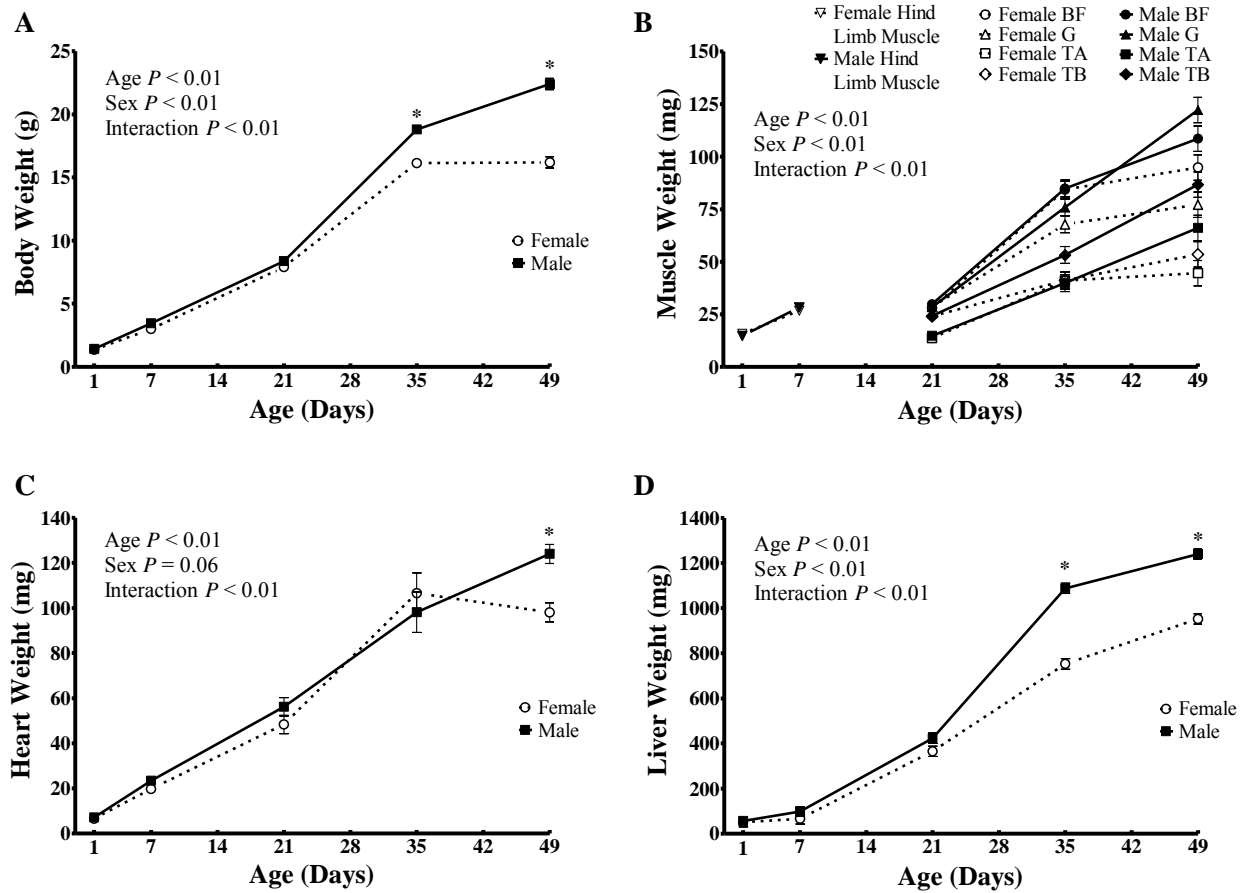 A
Body Weight (g)
25
20
15
10
5
0
Age P < 0.01
Sex P < 0.01
Interaction P < 0.01
*
*
Female
Male
1 7 14 21 28 35 42 49
Age (Days)
B
Female Hind
Limb Muscle
Male Hind
Limb Muscle
Female BF
Female G
Female TA
Female TB
Male BF
Male G
Male TA
Male TB
Muscle Weight (mg)
150
125
100
75
50
25
0
Age P < 0.01
Sex P < 0.01
Interaction P < 0.01
1 7 14 21 28 35 42 49
Age (Days)
C
Heart Weight (mg)
140
120
100
80
60
40
20
0
Age P < 0.01
Sex P = 0.06
Interaction P < 0.01
*
Female
Male
1 7 14 21 28 35 42 49
Age (Days)
D
Liver Weight (mg)
1400
1200
1000
800
600
400
200
0
Age P < 0.01
Sex P < 0.01
Interaction P < 0.01
*
*
Female
Male
1 7 14 21 28 35 42 49
Age (Days)